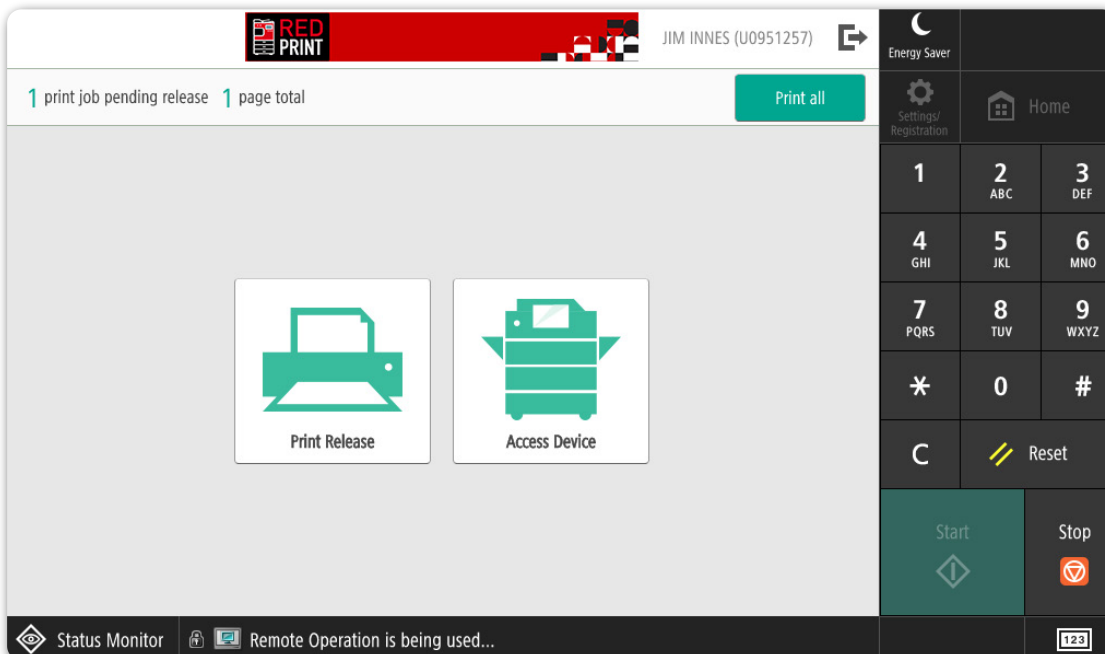 RED
PRINT
JIM INNES (U0951257)
Energy Saver
1 print job pending release 1 page total
Print all
Settings/
Registration
Home
1
2
ABC
3
DEF
4
GHI
5
JKL
6
MNO
7
PQRS
8
TUV
9
WXYZ
*
0
#
C
Reset
Print Release
Access Device
Start
Stop
Status Monitor
Remote Operation is being used...
123